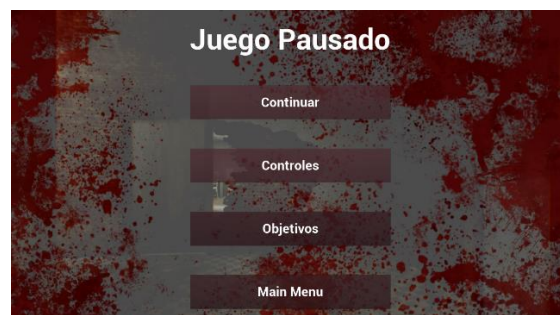 Juego Pausado
Continuar
Controles
Objetivos
Main Menu